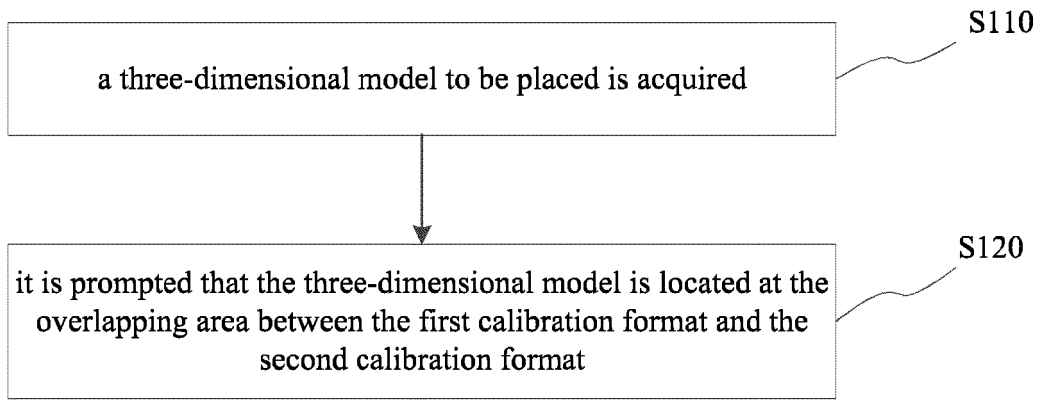 S110
a three-dimensional model to be placed is acquired
S120
it is prompted that the three-dimensional model is located at the
overlapping area between the first calibration format and the
second calibration format